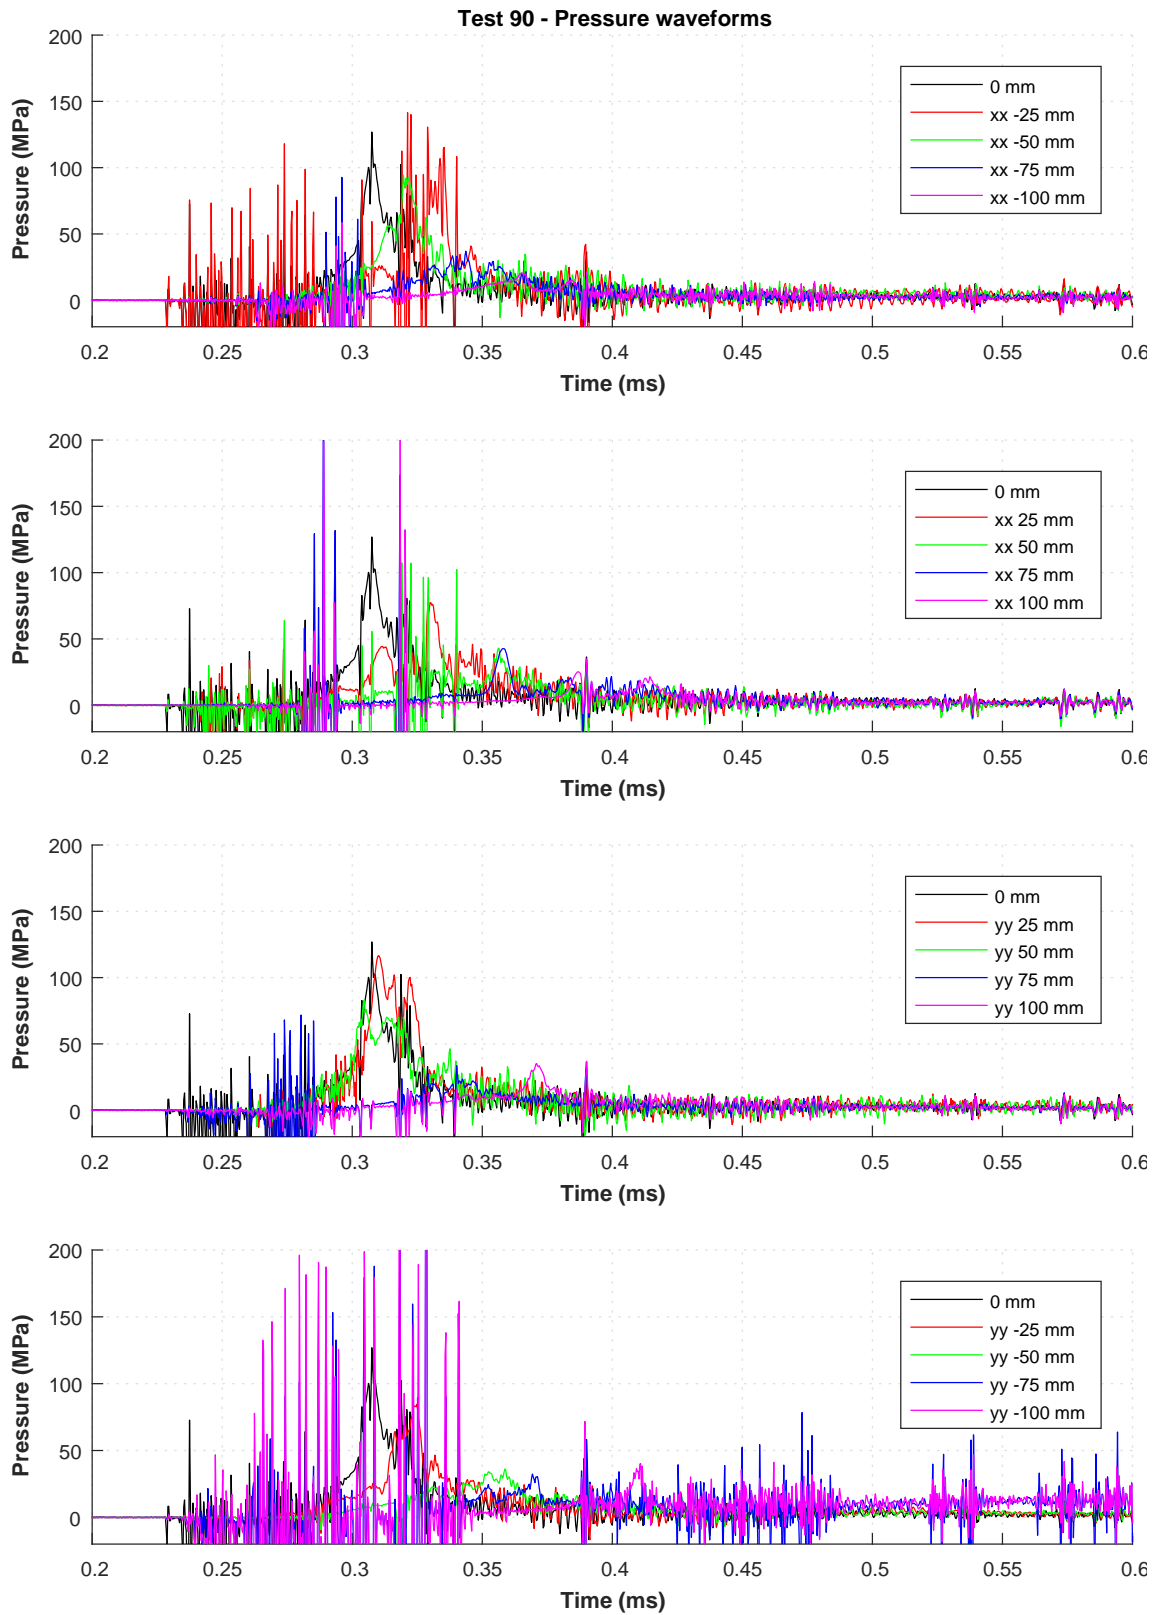 Test 90 - Pressure waveforms
200
150
100
50
0
Pressure (MPa)
0 mm
xx -25 mm
xx -50 mm
xx -75 mm
xx -100 mm
0.2 0.25 0.3 0.35 0.4 0.45 0.5 0.55 0.6
Time (ms)
200
150
100
50
0
Pressure (MPa)
0 mm
xx 25 mm
xx 50 mm
xx 75 mm
xx 100 mm
0.2 0.25 0.3 0.35 0.4 0.45 0.5 0.55 0.6
Time (ms)
200
150
100
50
0
Pressure (MPa)
0 mm
yy 25 mm
yy 50 mm
yy 75 mm
yy 100 mm
0.2 0.25 0.3 0.35 0.4 0.45 0.5 0.55 0.6
Time (ms)
200
150
100
50
0
Pressure (MPa)
0 mm
yy -25 mm
yy -50 mm
yy -75 mm
yy -100 mm
0.2 0.25 0.3 0.35 0.4 0.45 0.5 0.55 0.6
Time (ms)